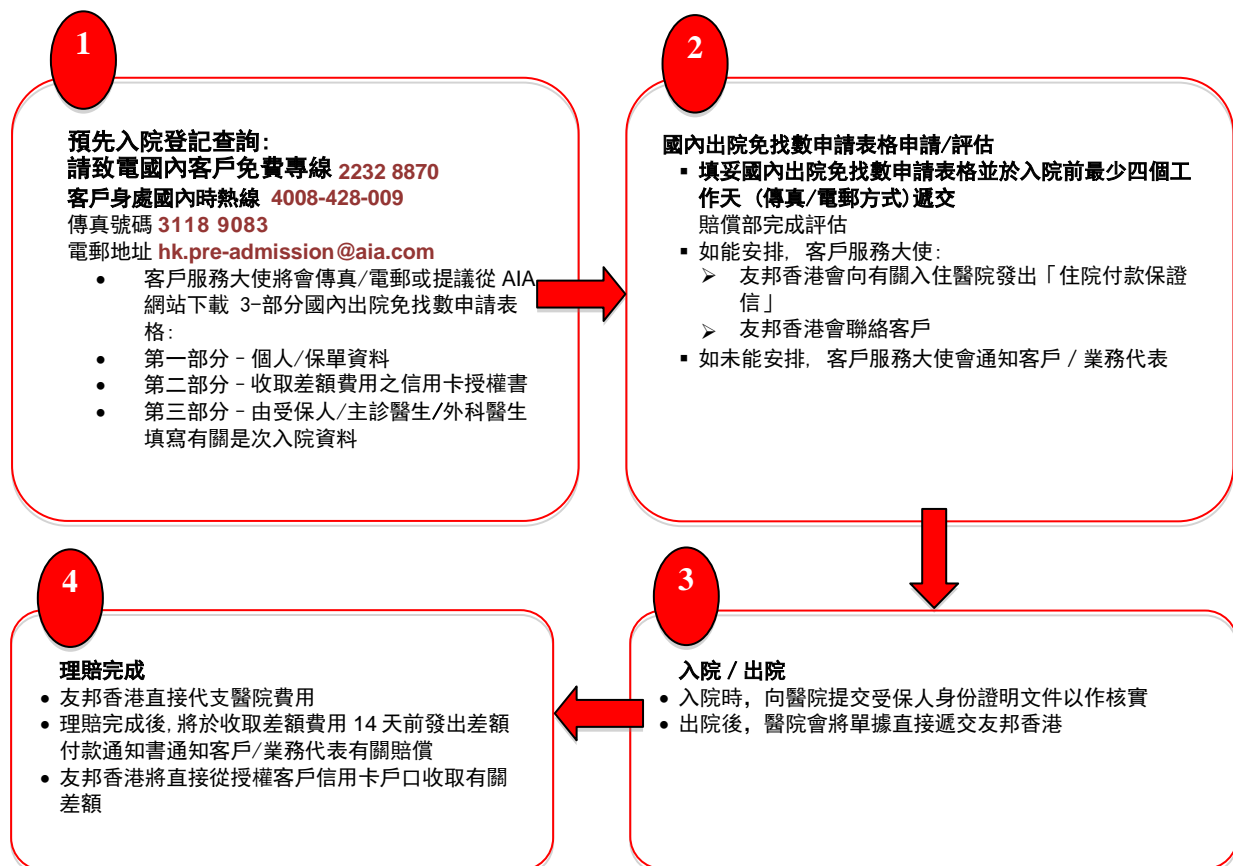 1
預先入院登記查詢:
請致電國內客戶免費專線 2232 8870
客戶身處國內時熱線 4008-428-009
傳真號碼 3118 9083
電郵地址 hk.pre-admission@aia.com
• 客戶服務大使將會傳真/電郵或提議從 AIA
網站下載 3-部分國內出院免找數申請表
格:
• 第一部分 – 個人/保單資料
• 第二部分 – 收取差額費用之信用卡授權書
• 第三部分 – 由受保人/主診醫生/外科醫生
填寫有關是次入院資料
2
國內出院免找數申請表格申請/評估
▪ 填妥國內出院免找數申請表格並於入院前最少四個工
作天 (傳真/電郵方式)遞交
賠償部完成評估
▪ 如能安排, 客戶服務大使:
➢ 友邦香港會向有關入住醫院發出「住院付款保證
信」
➢ 友邦香港會聯絡客戶
▪ 如未能安排, 客戶服務大使會通知客戶 / 業務代表
3
入院 / 出院
• 入院時, 向醫院提交受保人身份證明文件以作核實
• 出院後, 醫院會將單據直接遞交友邦香港
4
理賠完成
• 友邦香港直接代支醫院費用
• 理賠完成後, 將於收取差額費用 14 天前發出差額
付款通知書通知客戶/業務代表有關賠償
• 友邦香港將直接從授權客戶信用卡戶口收取有關
差額